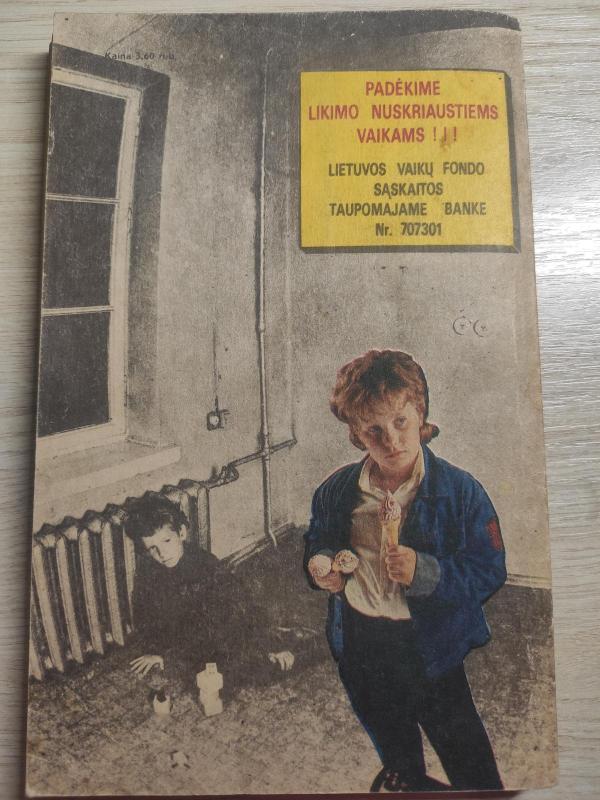 Kaina 3,60 rub.
PADĖKIME
LIKIMO NUSKRIAUSTIEMS
VAIKAMS ! ! !
LIETUVOS VAIKŲ FONDO
SĄSKAITOS
TAUPOMAJAME BANKE
Nr. 707301